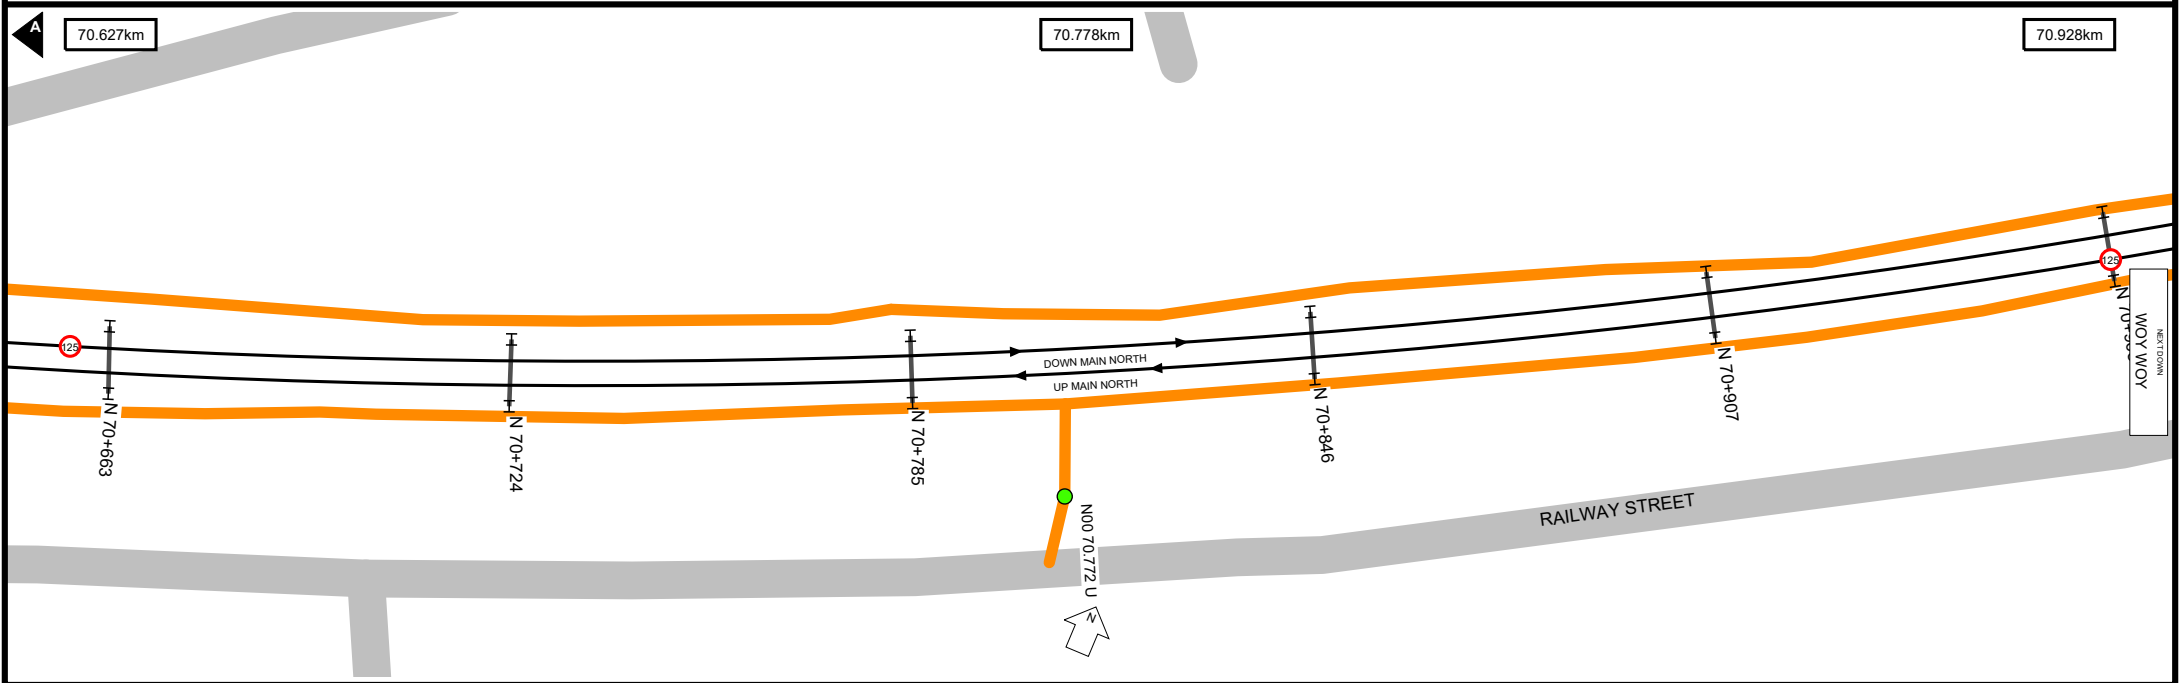 A
70.627km
70.778km
70.928km
125
125
DOWN MAIN NORTH
UP MAIN NORTH
N 70+663
N 70+724
N 70+785
N 70+846
N 70+907
NEXT DOWN
WOY WOY
RAILWAY STREET
N00 70.772 U
N